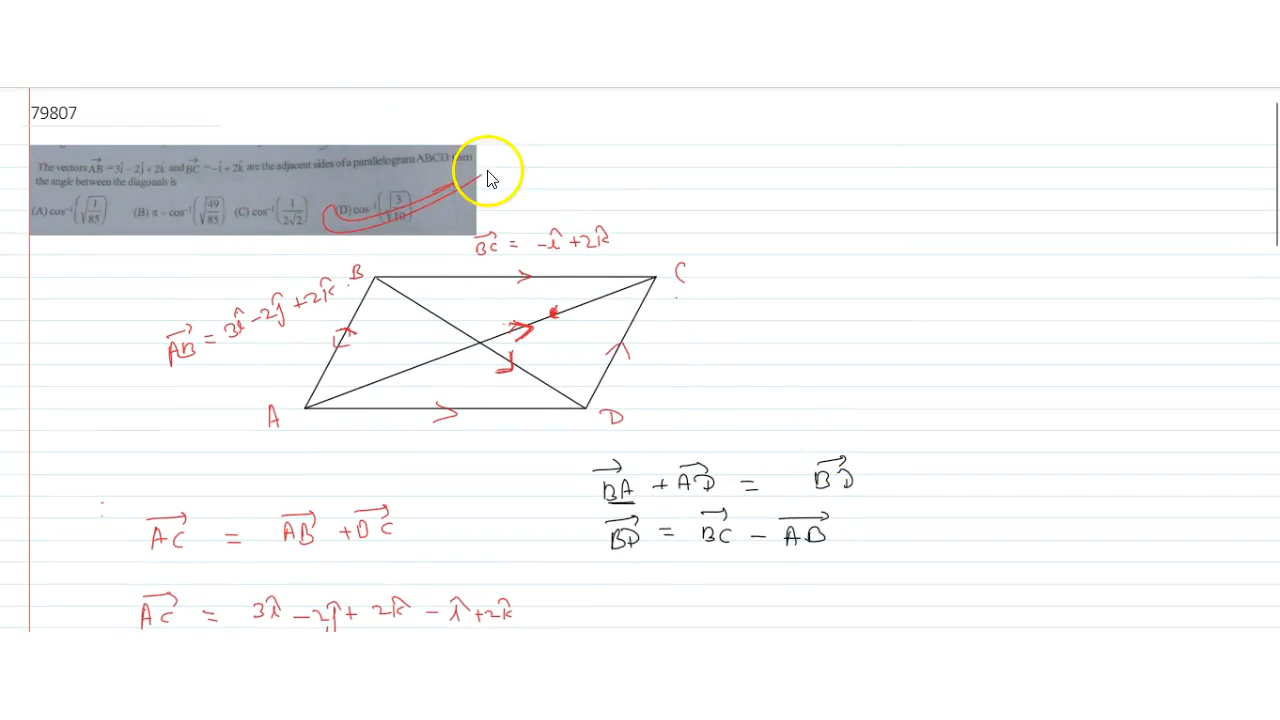 79807
The vectors AB = 3î – 2ĵ + 2k̂ and BC = –î + 2k̂ are the adjacent sides of a parallelogram ABCD then
the angle between the diagonals is
(A) cos⁻¹(√(1/85)) (B) π – cos⁻¹(√(49/85)) (C) cos⁻¹(1/2√2) (D) cos⁻¹(√(3/10))
BC = –î + 2k̂
B
C
AB = 3î – 2ĵ + 2k̂
A
D
BA + AD = BD
BD = BC – AB
AC = AB + DC
AC = 3î – 2ĵ + 2k̂ – î + 2k̂